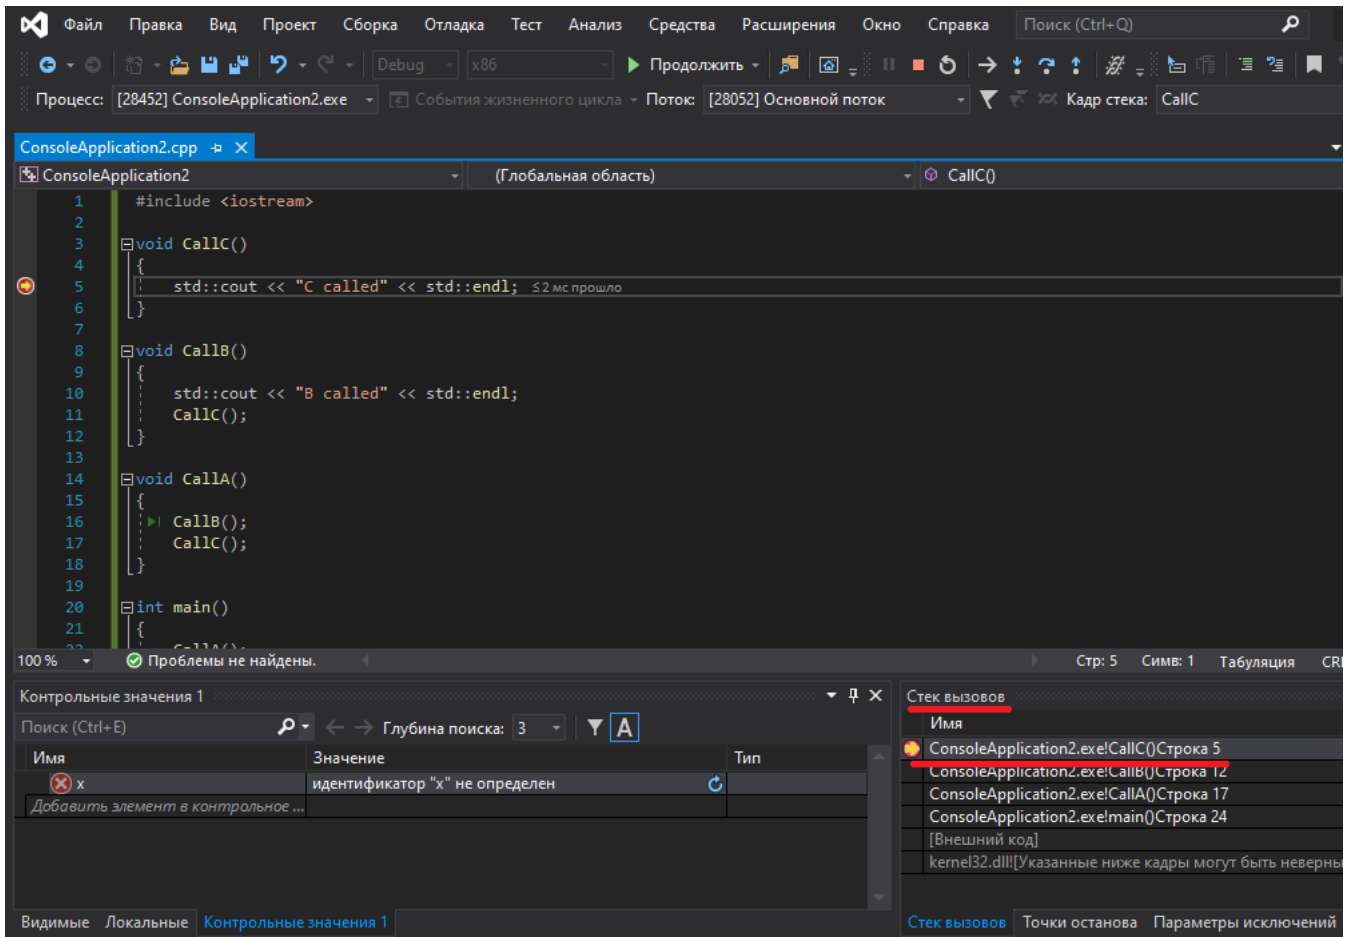 Файл Правка Вид Проект Сборка Отладка Тест Анализ Средства Расширения Окно Справка Поиск (Ctrl+Q)
Debug x86 Продолжить
Процесс: [28452] ConsoleApplication2.exe События жизненного цикла Поток: [28052] Основной поток Кадр стека: CallC
ConsoleApplication2.cpp
ConsoleApplication2 (Глобальная область) CallC()
1 #include <iostream>
2
3 void CallC()
4 {
5 std::cout << "C called" << std::endl; ≤2 мс прошло
6 }
7
8 void CallB()
9 {
10 std::cout << "B called" << std::endl;
11 CallC();
12 }
13
14 void CallA()
15 {
16 CallB();
17 CallC();
18 }
19
20 int main()
21 {
22 CallA();
100 % Проблемы не найдены. Стр: 5 Симв: 1 Табуляция CR
Контрольные значения 1
Поиск (Ctrl+E) Глубина поиска: 3 A
Имя Значение Тип
x идентификатор "x" не определен
Добавить элемент в контрольное ...
Видимые Локальные Контрольные значения 1
Стек вызовов
Имя
ConsoleApplication2.exe!CallC()Строка 5
ConsoleApplication2.exe!CallB()Строка 12
ConsoleApplication2.exe!CallA()Строка 17
ConsoleApplication2.exe!main()Строка 24
[Внешний код]
kernel32.dll![Указанные ниже кадры могут быть неверны
Стек вызовов Точки останова Параметры исключений